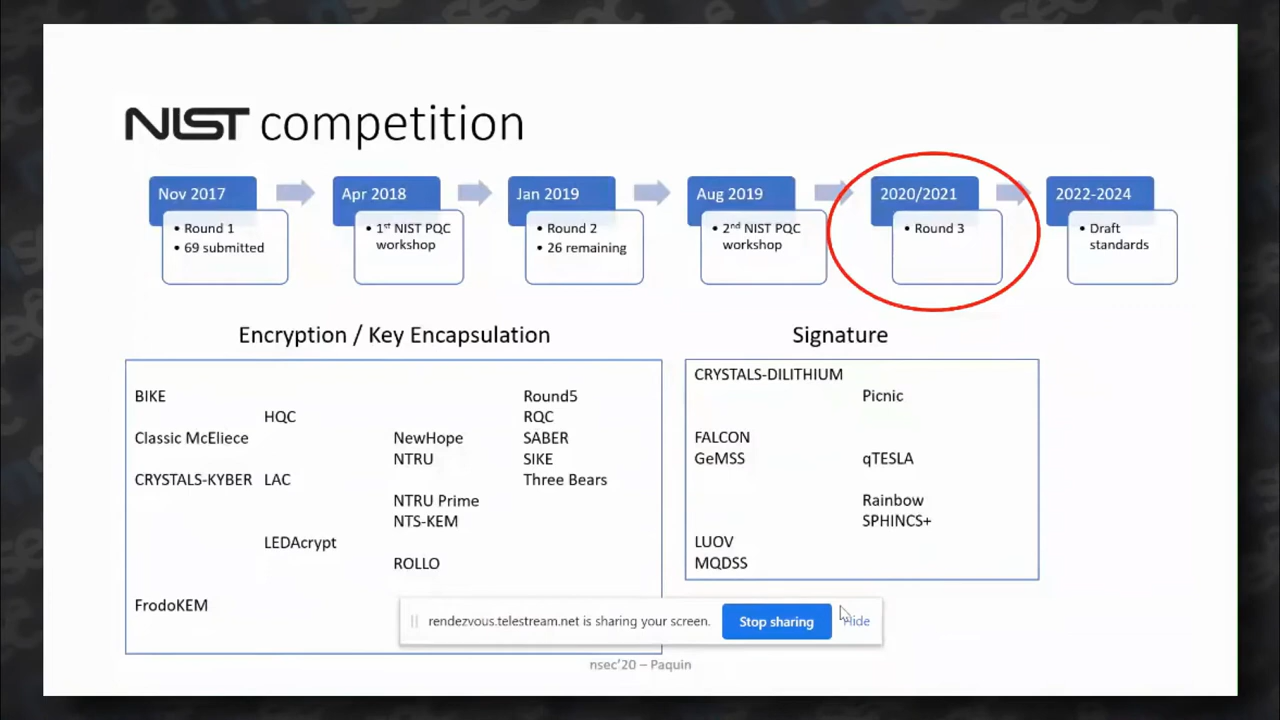 NIST competition
Nov 2017
• Round 1
• 69 submitted
Apr 2018
• 1st NIST PQC
workshop
Jan 2019
• Round 2
• 26 remaining
Aug 2019
• 2nd NIST PQC
workshop
2020/2021
• Round 3
2022-2024
• Draft
standards
Encryption / Key Encapsulation
BIKE
Round5
HQC
RQC
Classic McEliece
NewHope
SABER
NTRU
SIKE
CRYSTALS-KYBER
LAC
Three Bears
NTRU Prime
NTS-KEM
LEDAcrypt
ROLLO
FrodoKEM
Signature
CRYSTALS-DILITHIUM
Picnic
FALCON
GeMSS
qTESLA
Rainbow
SPHINCS+
LUOV
MQDSS
rendezvous.telestream.net is sharing your screen.
Stop sharing
Hide
nsec'20 – Paquin